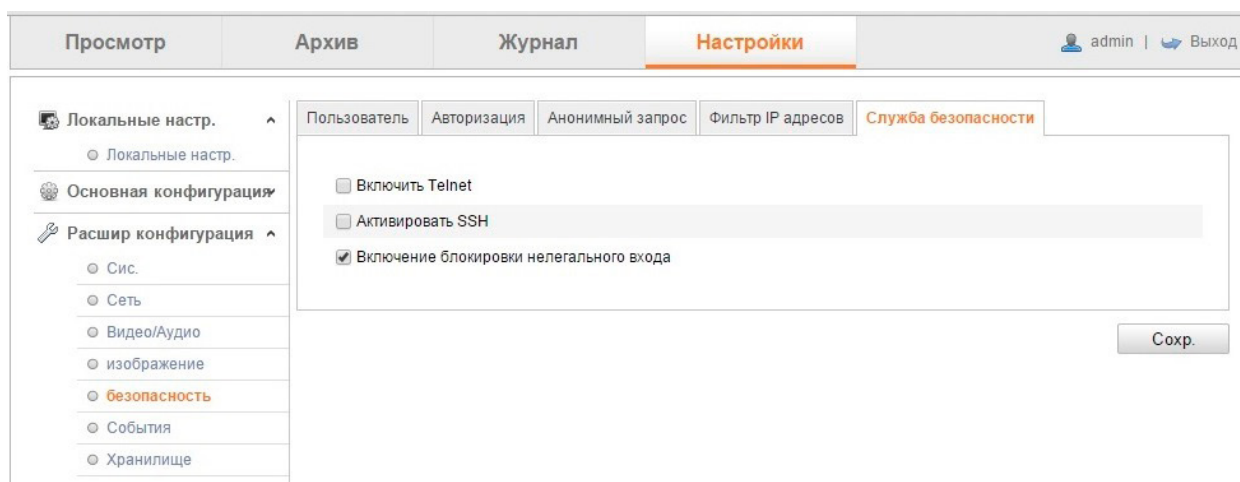 Просмотр Архив Журнал Настройки admin | Выход
Локальные настр.
Локальные настр.
Основная конфигурация
Расшир конфигурация
Сис.
Сеть
Видео/Аудио
изображение
безопасность
События
Хранилище
Пользователь Авторизация Анонимный запрос Фильтр IP адресов Служба безопасности
Включить Telnet
Активировать SSH
Включение блокировки нелегального входа
Сохр.